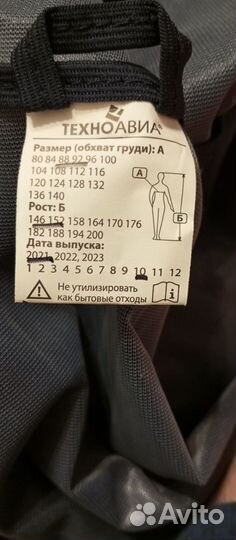 ТЕХНОАВИА®
Размер (обхват груди): А
80 84 88 92 96 100
104 108 112 116
120 124 128 132
136 140
Рост: Б
146 152 158 164 170 176
182 188 194 200
Дата выпуска:
2021, 2022, 2023
1 2 3 4 5 6 7 8 9 10 11 12
Не утилизировать
как бытовые отходы
А
Б
Avito